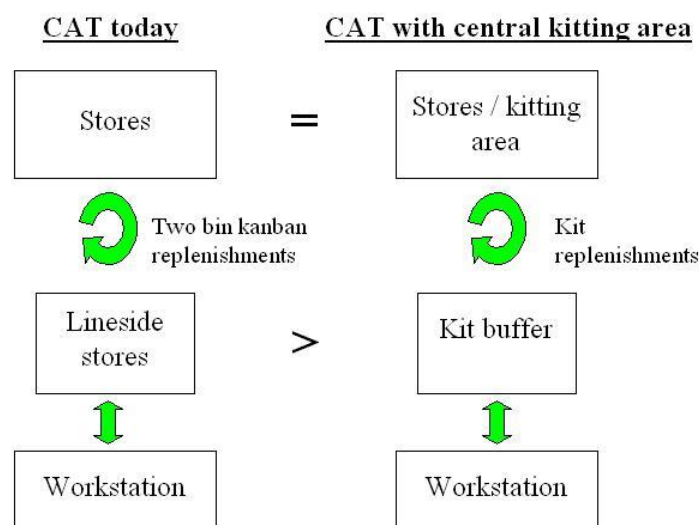 CAT today
CAT with central kitting area
Stores
=
Stores / kitting
area
Two bin kanban
replenishments
Kit
replenishments
Lineside
stores
>
Kit buffer
Workstation
Workstation